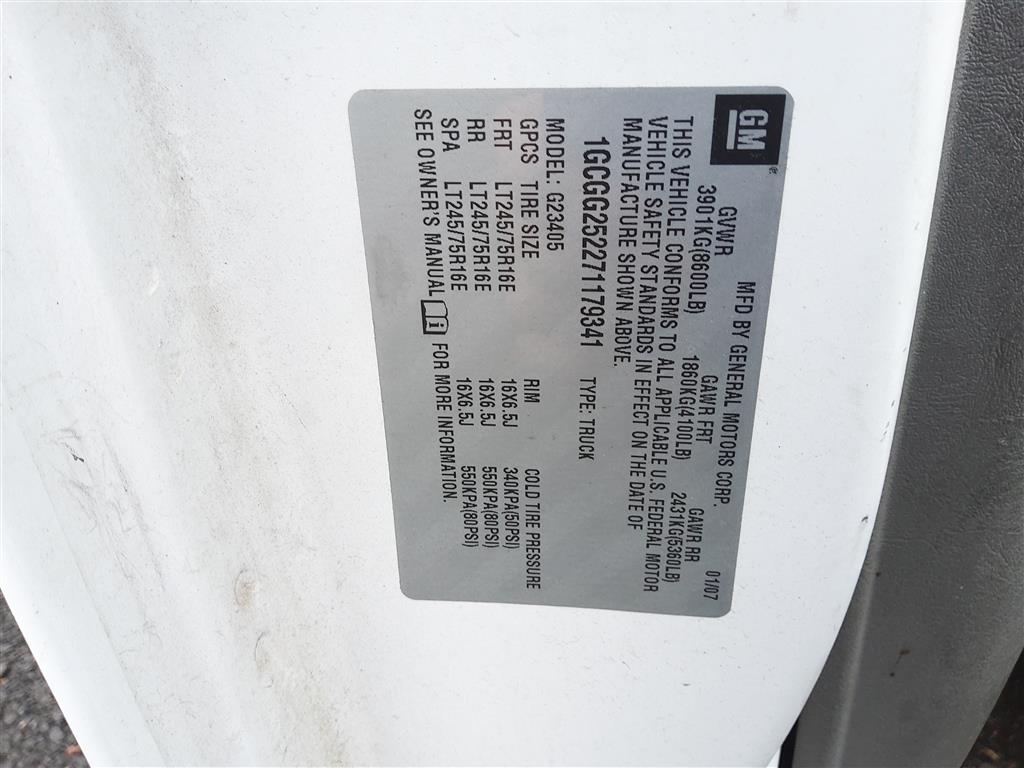 GM®
MFD BY GENERAL MOTORS CORP. 01/07
GVWR GAWR FRT GAWR RR
3901KG(8600LB) 1860KG(4100LB) 2431KG(5360LB)
THIS VEHICLE CONFORMS TO ALL APPLICABLE U.S. FEDERAL MOTOR
VEHICLE SAFETY STANDARDS IN EFFECT ON THE DATE OF
MANUFACTURE SHOWN ABOVE.
1GCGG252271179341 TYPE: TRUCK
MODEL: G23405
GPCS TIRE SIZE RIM COLD TIRE PRESSURE
FRT LT245/75R16E 16X6.5J 340KPA(50PSI)
RR LT245/75R16E 16X6.5J 550KPA(80PSI)
SPA LT245/75R16E 16X6.5J 550KPA(80PSI)
SEE OWNER'S MANUAL i FOR MORE INFORMATION.